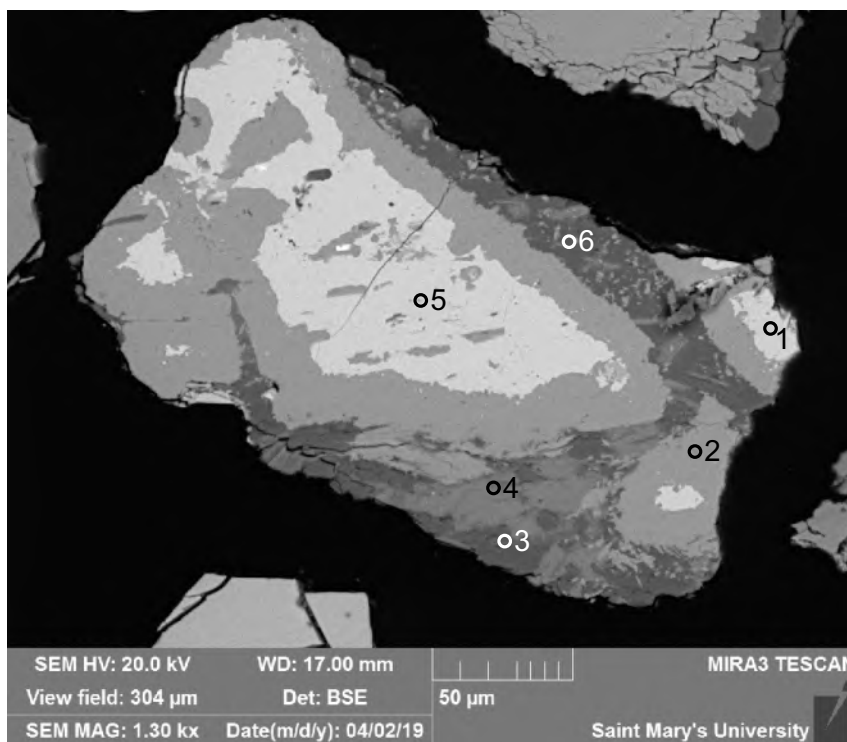 6
5
1
2
4
3
SEM HV: 20.0 kV WD: 17.00 mm MIRA3 TESCAN
View field: 304 µm Det: BSE 50 µm
SEM MAG: 1.30 kx Date(m/d/y): 04/02/19 Saint Mary's University